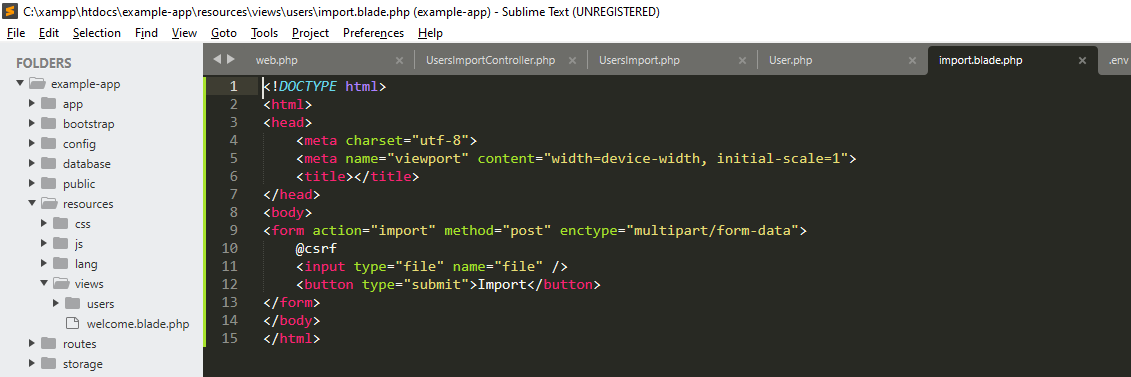 C:\xampp\htdocs\example-app\resources\views\users\import.blade.php (example-app) - Sublime Text (UNREGISTERED)
File Edit Selection Find View Goto Tools Project Preferences Help
FOLDERS
example-app
app
bootstrap
config
database
public
resources
css
js
lang
views
users
welcome.blade.php
routes
storage
web.php UsersImportController.php UsersImport.php User.php import.blade.php .env
1 <!DOCTYPE html>
2 <html>
3 <head>
4     <meta charset="utf-8">
5     <meta name="viewport" content="width=device-width, initial-scale=1">
6     <title></title>
7 </head>
8 <body>
9 <form action="import" method="post" enctype="multipart/form-data">
10     @csrf
11     <input type="file" name="file" />
12     <button type="submit">Import</button>
13 </form>
14 </body>
15 </html>